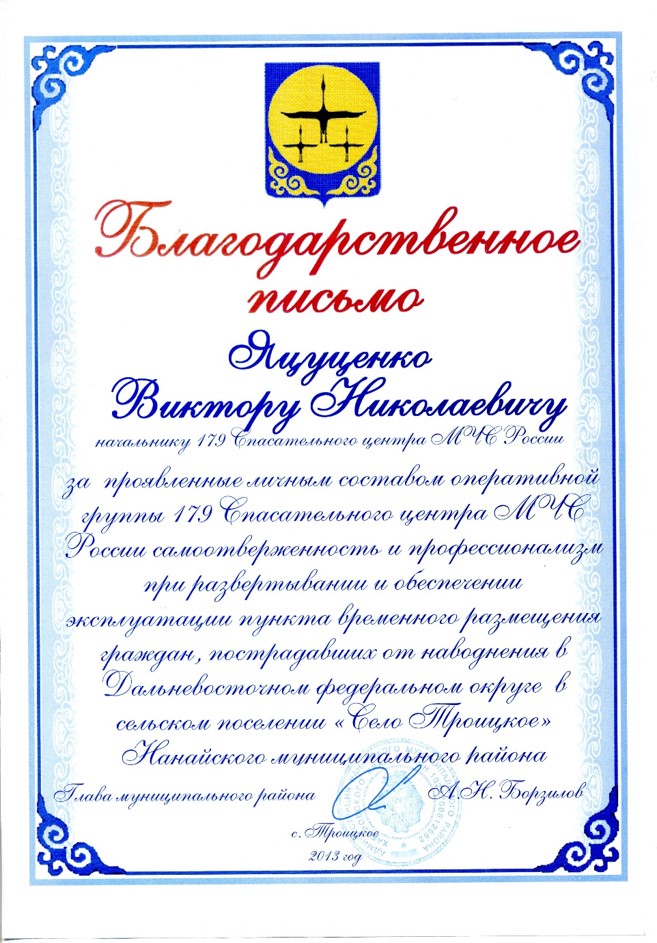 Благодарственное
письмо
Яцуценко
Виктору Николаевичу
начальнику 179 Спасательного центра МЧС России
за проявленные личным составом оперативной
группы 179 Спасательного центра МЧС
России самоотверженность и профессионализм
при развертывании и обеспечении
эксплуатации пункта временного размещения
граждан, пострадавших от наводнения в
Дальневосточном федеральном округе в
сельском поселении «Село Троицкое»
Нанайского муниципального района
Глава муниципального района А.Н. Борзилов
с. Троицкое
2013 год